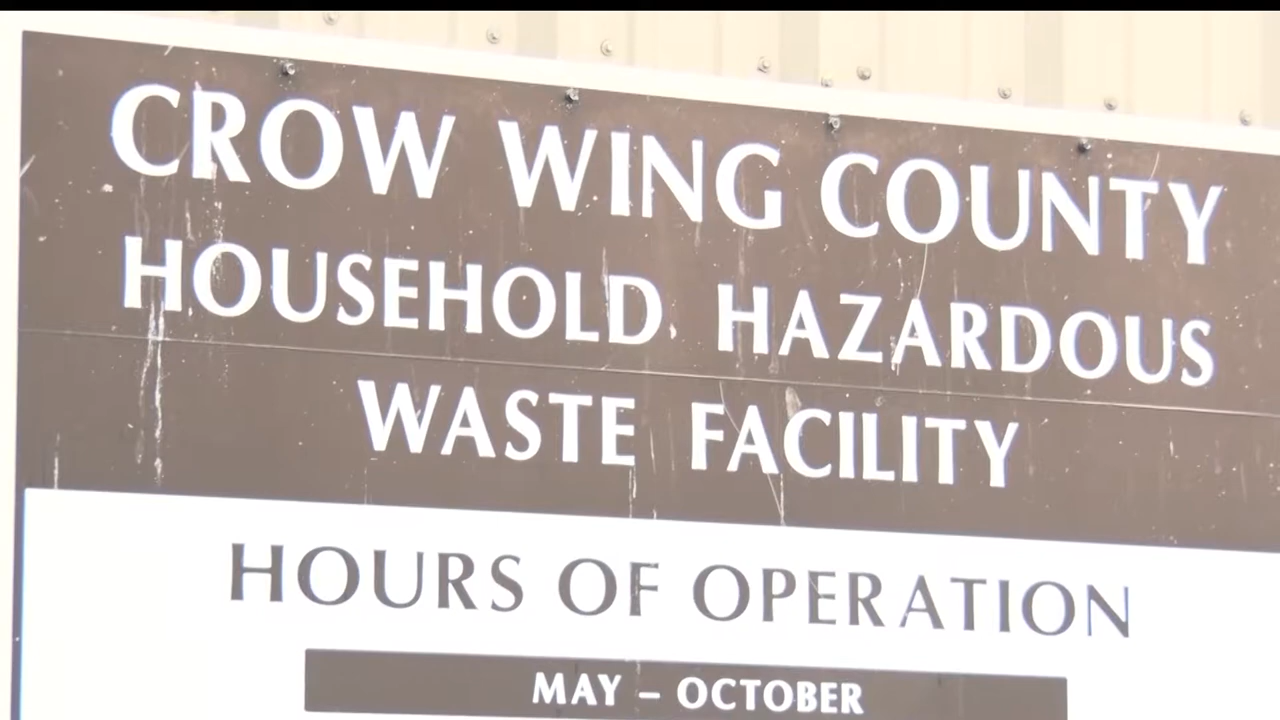 CROW WING COUNTY
HOUSEHOLD HAZARDOUS
WASTE FACILITY
HOURS OF OPERATION
MAY – OCTOBER